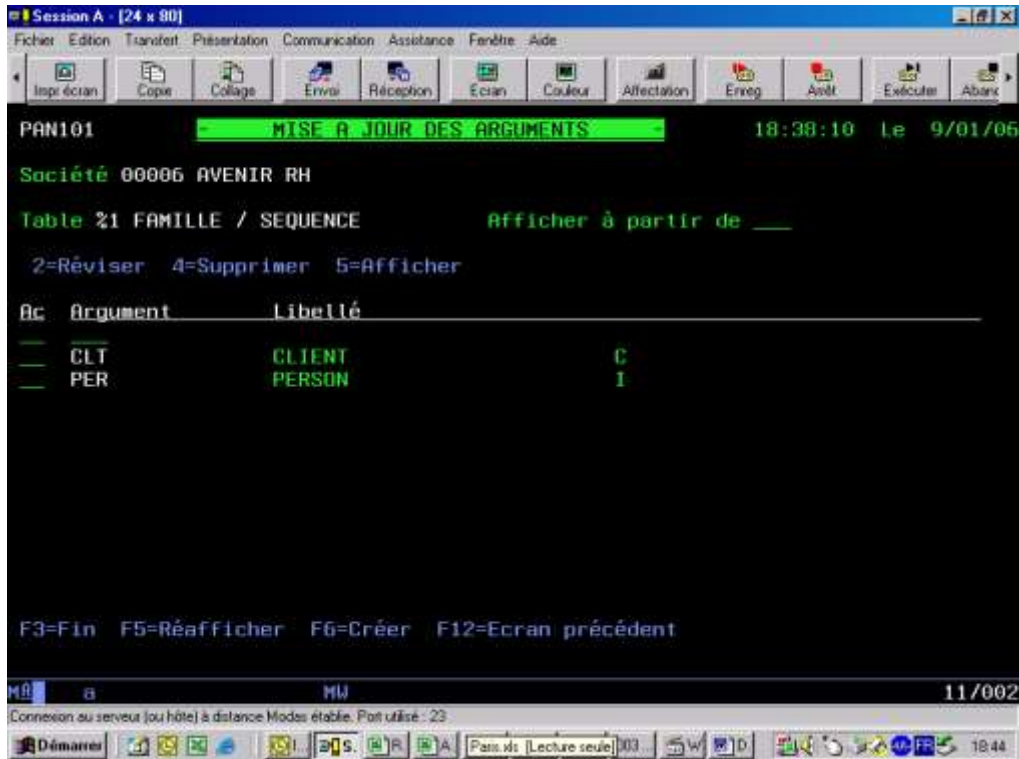 Session A - [24 x 80]
Fichier Edition Transfert Présentation Communication Assistance Fenêtre Aide
Impr écran Copie Collage Envoi Réception Ecran Couleur Affectation Enreg Arrêt Exécuter
PAN101 - MISE A JOUR DES ARGUMENTS - 18:38:10 Le 9/01/06
Société 00006 AVENIR RH
Table %1 FAMILLE / SEQUENCE Afficher à partir de ___
2=Réviser 4=Supprimer 5=Afficher
Ac Argument Libellé
CLT CLIENT C
PER PERSON I
F3=Fin F5=Réafficher F6=Créer F12=Ecran précédent
MA a MW 11/002
Connexion au serveur (ou hôte) à distance Modas établie. Port utilisé : 23
Démarrer I... S. R A Paris.xls [Lecture seule] 003... W D FR 18:44